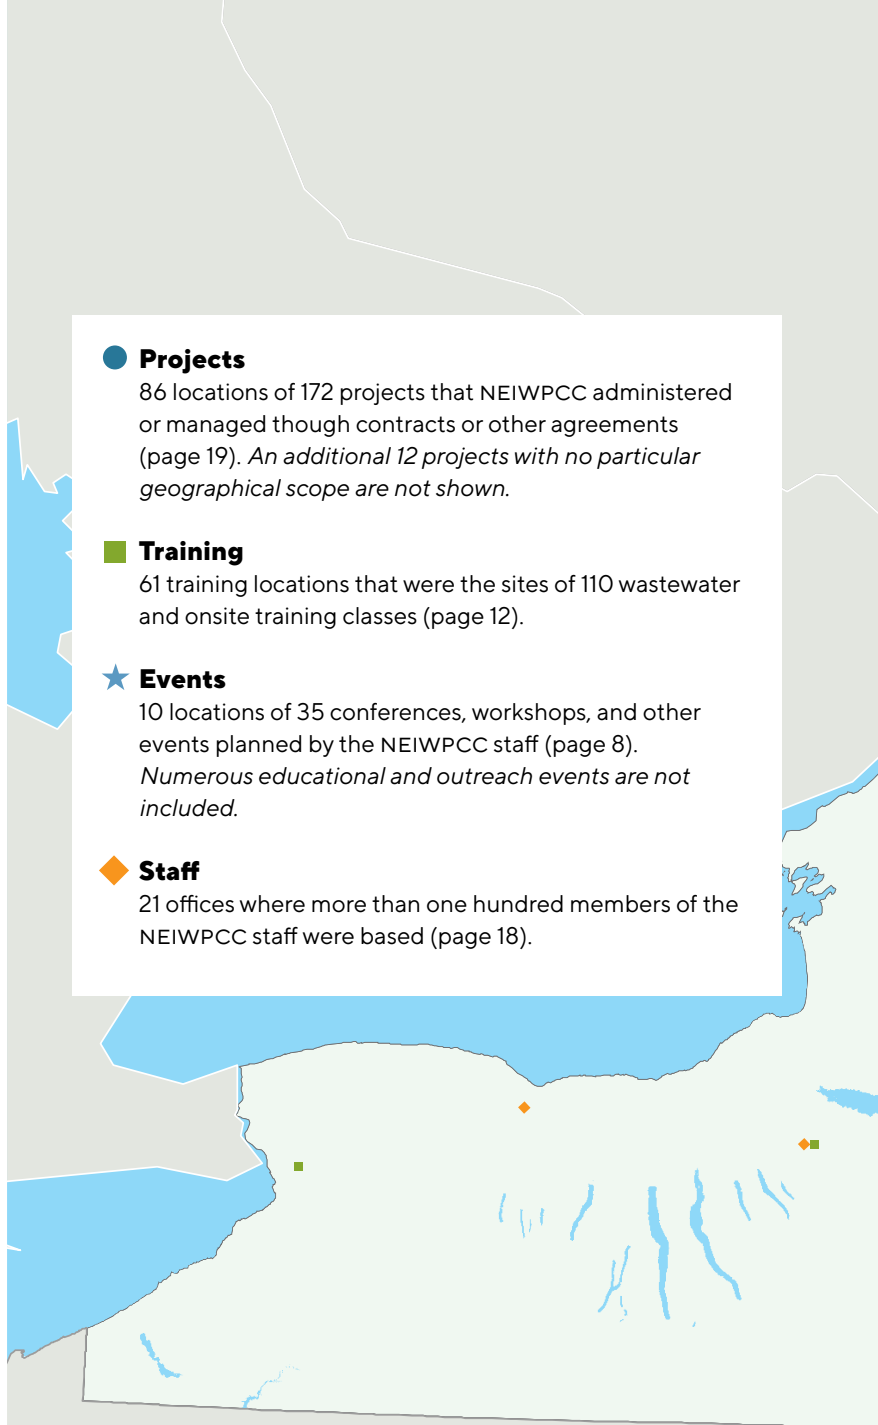 Projects
86 locations of 172 projects that NEIWPCC administered
or managed though contracts or other agreements
(page 19). An additional 12 projects with no particular
geographical scope are not shown.
Training
61 training locations that were the sites of 110 wastewater
and onsite training classes (page 12).
Events
10 locations of 35 conferences, workshops, and other
events planned by the NEIWPCC staff (page 8).
Numerous educational and outreach events are not
included.
Staff
21 offices where more than one hundred members of the
NEIWPCC staff were based (page 18).